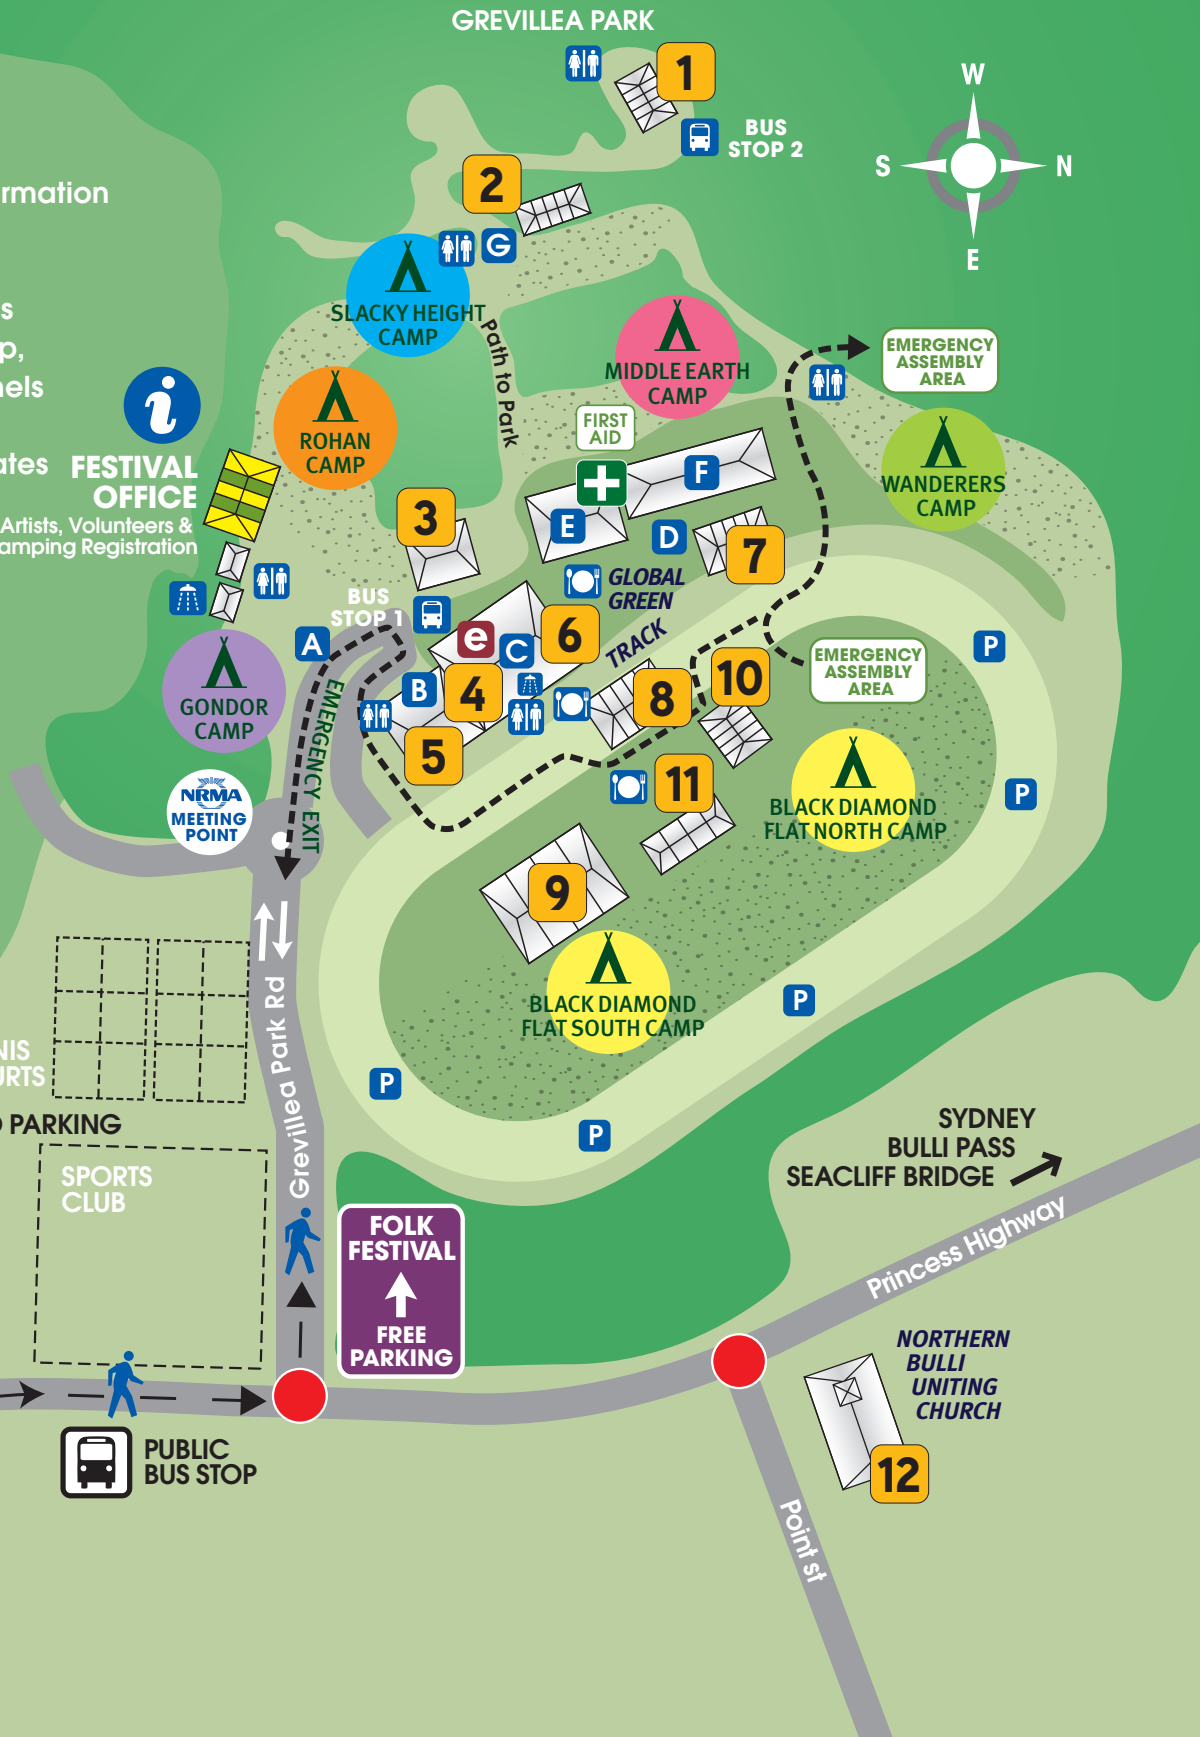 GREVILLEA PARK
1
BUS
STOP 2
W
S
N
E
2
G
rmation
SLACKY HEIGHT
CAMP
Path to Park
MIDDLE EARTH
CAMP
EMERGENCY
ASSEMBLY
AREA
s
p,
nels
i
ROHAN
CAMP
FIRST
AID
WANDERERS
CAMP
ates
FESTIVAL
OFFICE
Artists, Volunteers &
amping Registration
3
E
F
D
7
GLOBAL
GREEN
BUS
STOP 1
A
e
C
6
TRACK
B
4
5
8
10
EMERGENCY
ASSEMBLY
AREA
P
GONDOR
CAMP
EMERGENCY EXIT
NRMA
MEETING
POINT
11
BLACK DIAMOND
FLAT NORTH CAMP
P
9
BLACK DIAMOND
FLAT SOUTH CAMP
P
P
P
Grevillea Park Rd
NIS
URTS
O PARKING
SPORTS
CLUB
FOLK
FESTIVAL
FREE
PARKING
SYDNEY
BULLI PASS
SEACLIFF BRIDGE
Princess Highway
NORTHERN
BULLI
UNITING
CHURCH
12
PUBLIC
BUS STOP
Point st